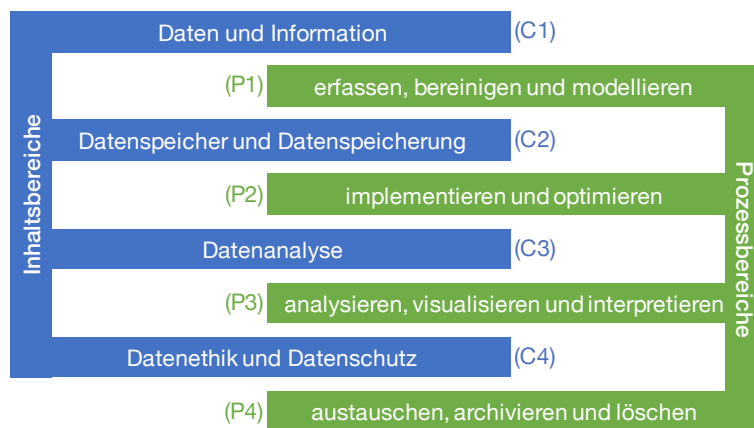 Daten und Information (C1)
(P1) erfassen, bereinigen und modellieren
Datenspeicher und Datenspeicherung (C2)
(P2) implementieren und optimieren
Datenanalyse (C3)
(P3) analysieren, visualisieren und interpretieren
Datenethik und Datenschutz (C4)
(P4) austauschen, archivieren und löschen
Inhaltsbereiche
Prozessbereiche